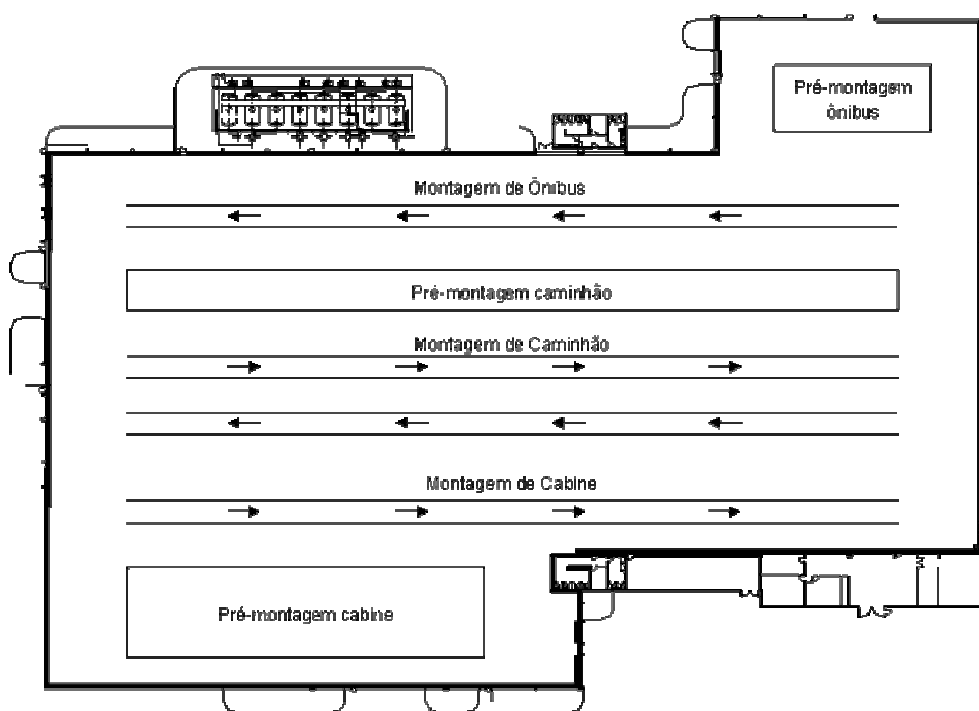 Pré-montagem
ônibus
Montagem de Ônibus
Pré-montagem caminhão
Montagem de Caminhão
Montagem de Cabine
Pré-montagem cabine